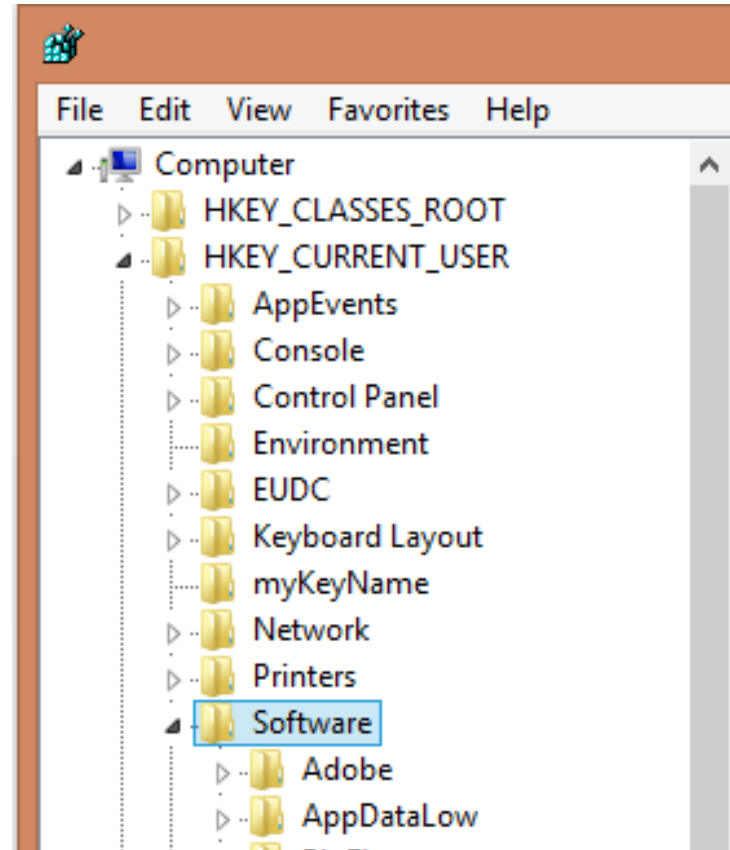 File Edit View Favorites Help
Computer
HKEY_CLASSES_ROOT
HKEY_CURRENT_USER
AppEvents
Console
Control Panel
Environment
EUDC
Keyboard Layout
myKeyName
Network
Printers
Software
Adobe
AppDataLow